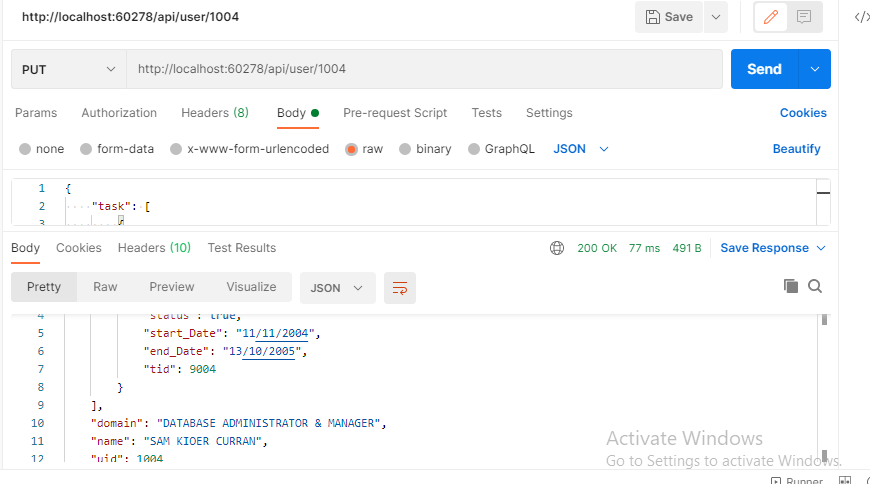 http://localhost:60278/api/user/1004
Save
PUT
http://localhost:60278/api/user/1004
Send
Params Authorization Headers (8) Body Pre-request Script Tests Settings Cookies
none form-data x-www-form-urlencoded raw binary GraphQL JSON Beautify
1 {
2 "task": [
3 {
Body Cookies Headers (10) Test Results 200 OK 77 ms 491 B Save Response
Pretty Raw Preview Visualize JSON
4 "status": true,
5 "start_Date": "11/11/2004",
6 "end_Date": "13/10/2005",
7 "tid": 9004
8 }
9 ],
10 "domain": "DATABASE ADMINISTRATOR & MANAGER",
11 "name": "SAM KIOER CURRAN",
12 "uid": 1004
Activate Windows
Go to Settings to activate Windows.
Runner